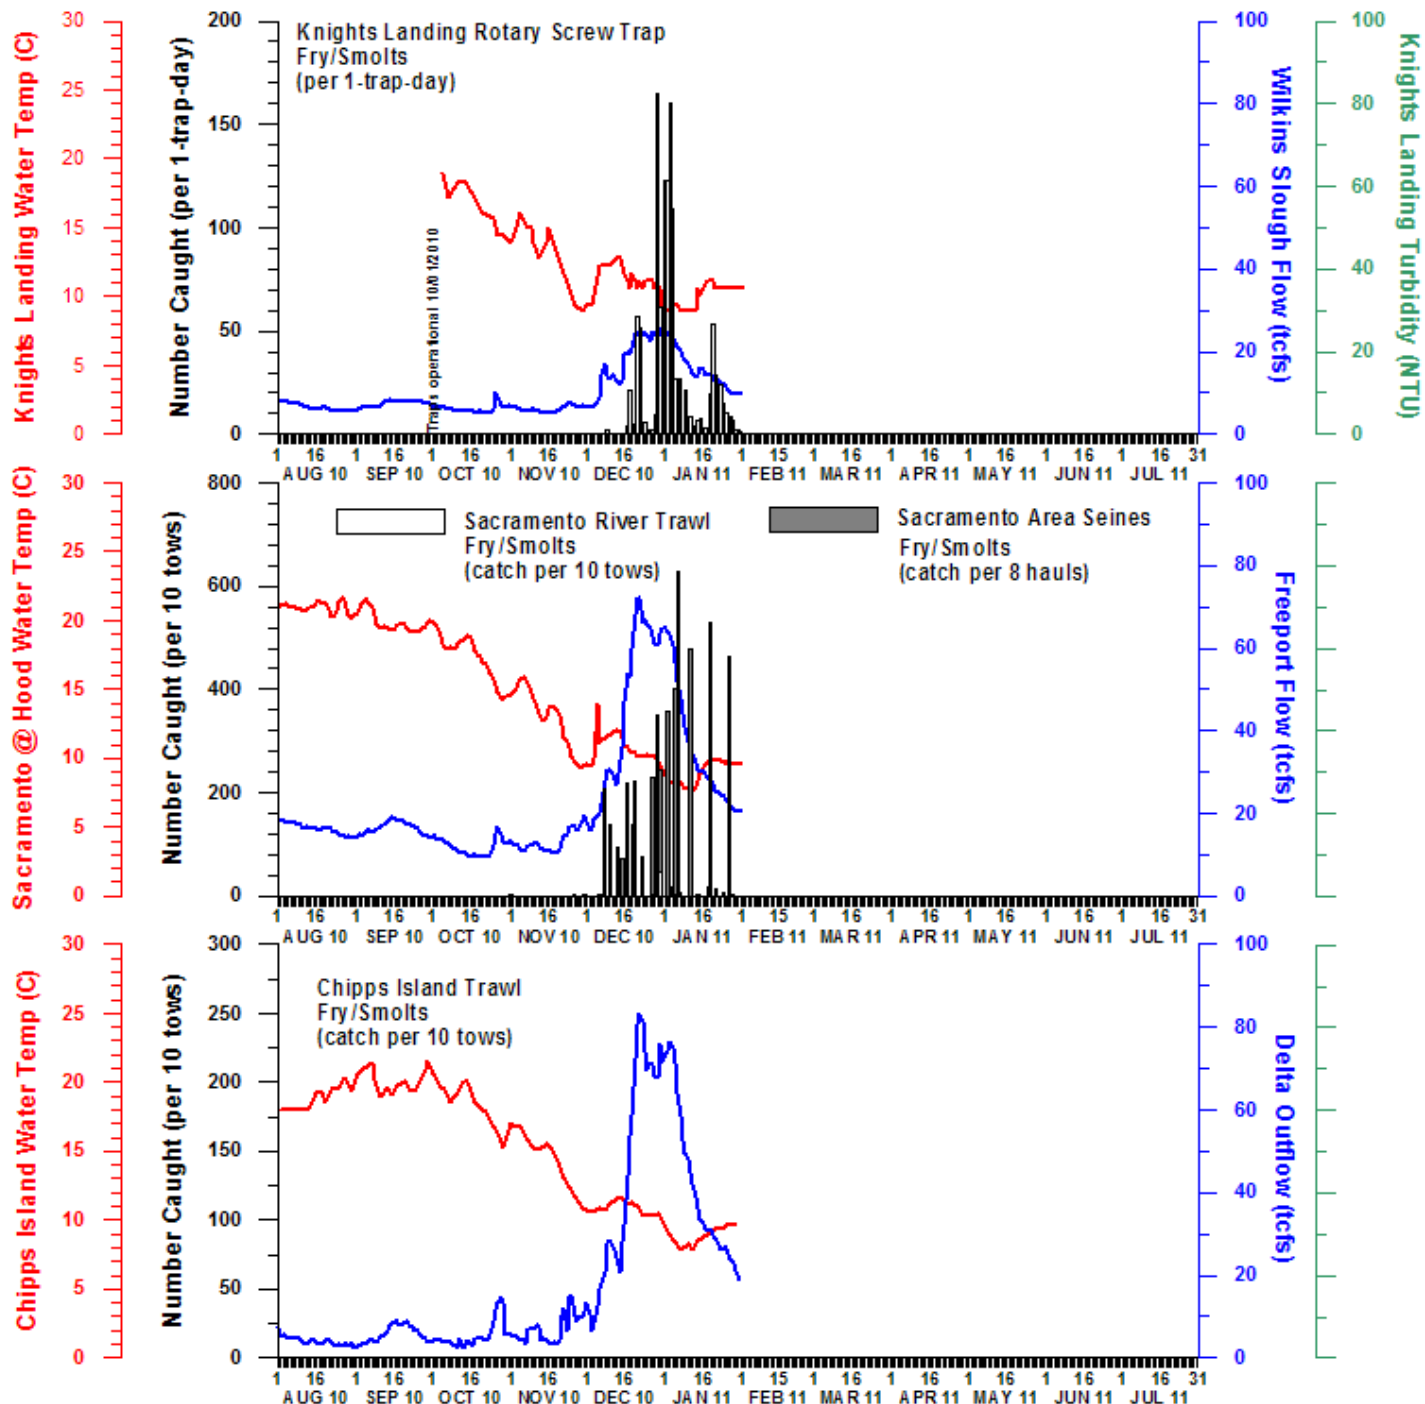 Knights Landing Rotary Screw Trap
Fry/Smolts
(per 1-trap-day)
Knights Landing Water Temp (C)
30
25
20
15
10
5
0
Number Caught (per 1-trap-day)
200
150
100
50
0
Traps operational 10/01/2010
100
80
60
40
20
0
Wilkins Slough Flow (tcfs)
100
80
60
40
20
0
Knights Landing Turbidity (NTU)
1 16 1 16 1 16 1 16 1 16 1 16 1 15 1 16 1 16 1 16 1 16 1 16 31
AUG 10 SEP 10 OCT 10 NOV 10 DEC 10 JAN 11 FEB 11 MAR 11 APR 11 MAY 11 JUN 11 JUL 11
Sacramento @ Hood Water Temp (C)
30
25
20
15
10
5
0
Number Caught (per 10 tows)
800
600
400
200
0
Sacramento River Trawl
Fry/Smolts
(catch per 10 tows)
Sacramento Area Seines
Fry/Smolts
(catch per 8 hauls)
100
80
60
40
20
0
Freeport Flow (tcfs)
1 16 1 16 1 16 1 16 1 16 1 16 1 15 1 16 1 16 1 16 1 16 1 16 31
AUG 10 SEP 10 OCT 10 NOV 10 DEC 10 JAN 11 FEB 11 MAR 11 APR 11 MAY 11 JUN 11 JUL 11
Chipps Island Water Temp (C)
30
25
20
15
10
5
0
Number Caught (per 10 tows)
300
250
200
150
100
50
0
Chipps Island Trawl
Fry/Smolts
(catch per 10 tows)
100
80
60
40
20
0
Delta Outflow (tcfs)
1 16 1 16 1 16 1 16 1 16 1 16 1 15 1 16 1 16 1 16 1 16 1 16 31
AUG 10 SEP 10 OCT 10 NOV 10 DEC 10 JAN 11 FEB 11 MAR 11 APR 11 MAY 11 JUN 11 JUL 11